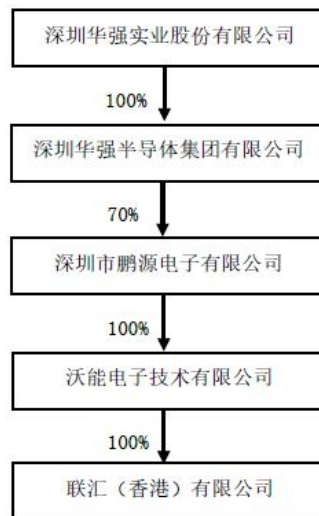 深圳华强实业股份有限公司
100%
深圳华强半导体集团有限公司
70%
深圳市鹏源电子有限公司
100%
沃能电子技术有限公司
100%
联汇（香港）有限公司